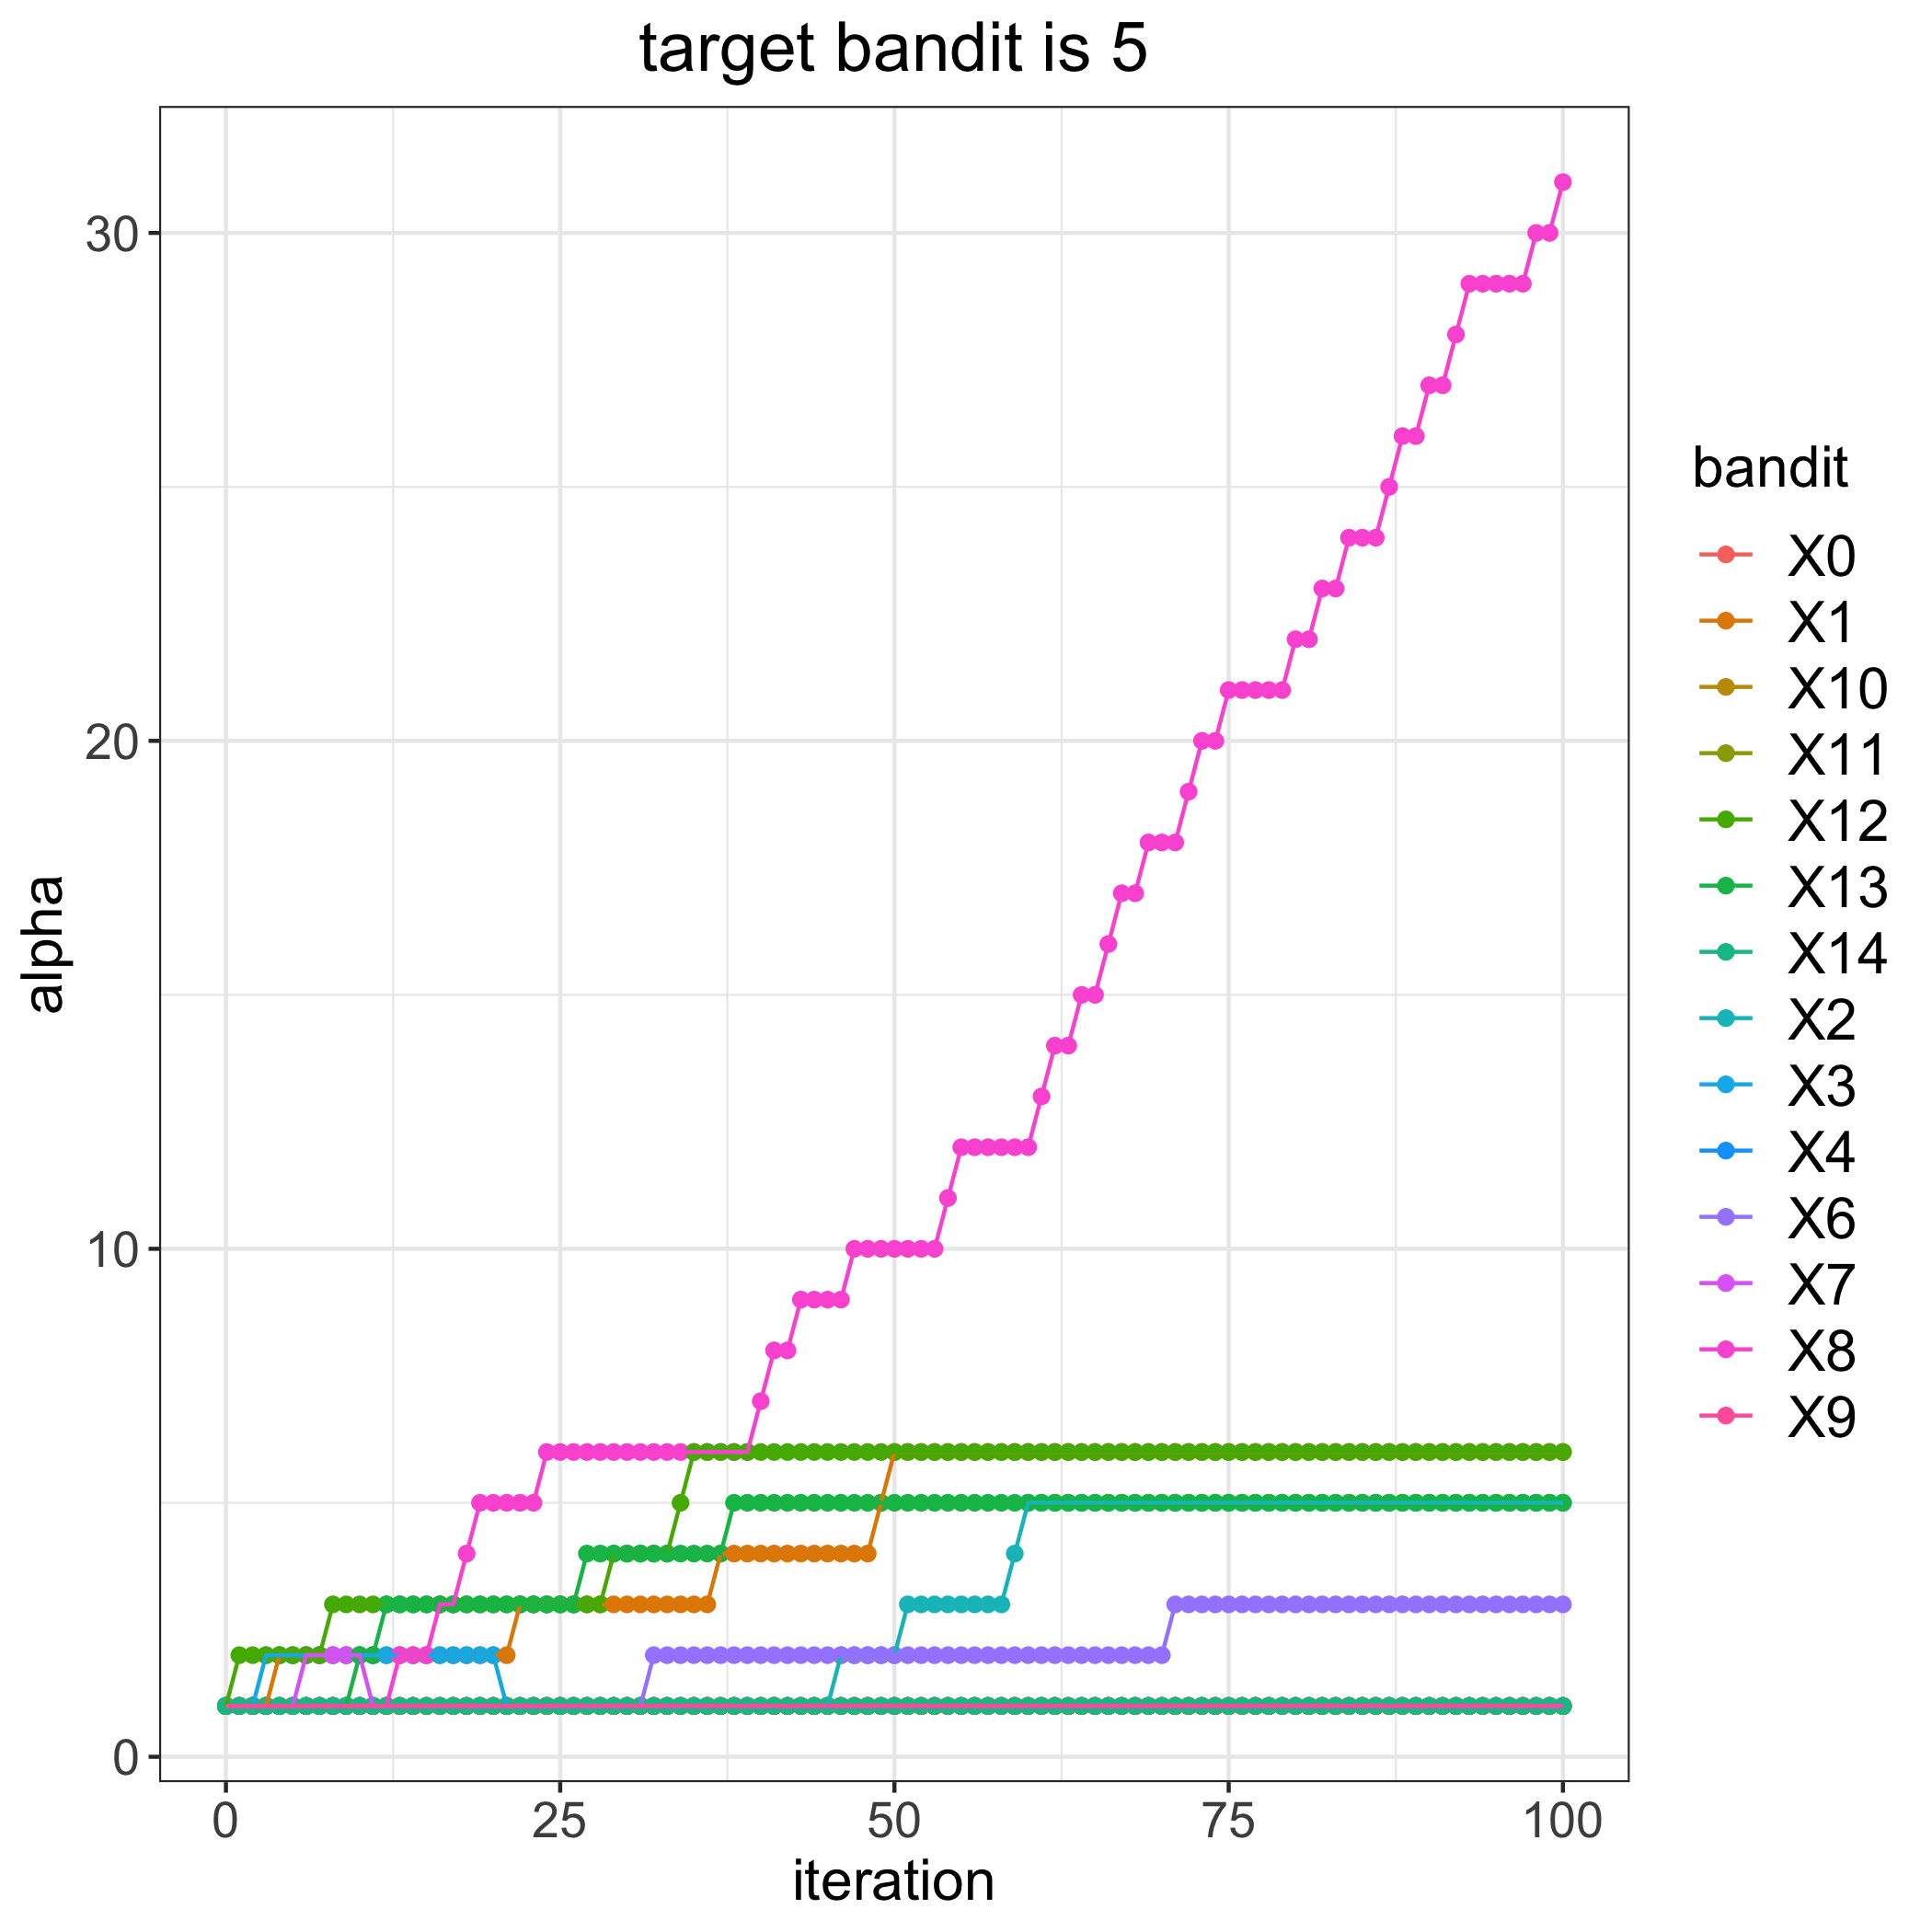 target bandit is 5
30
20
10
0
alpha
0 25 50 75 100
iteration
bandit
X0
X1
X10
X11
X12
X13
X14
X2
X3
X4
X6
X7
X8
X9